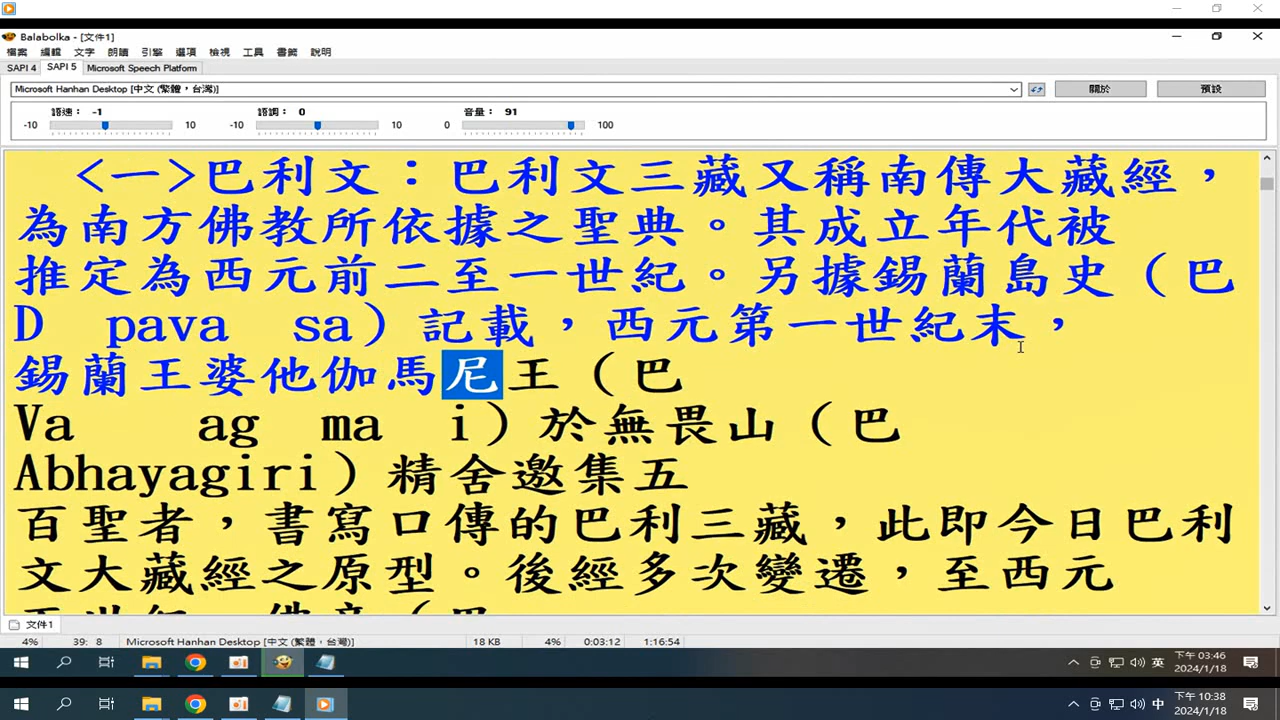 Balabolka - [文件1]
檔案 編輯 文字 朗讀 引擎 選項 檢視 工具 書籤 說明
SAPI 4 SAPI 5 Microsoft Speech Platform
Microsoft Hanhan Desktop [中文 (繁體，台灣)] 關於 預設
語速： -1 語調： 0 音量： 91
-10 10 -10 10 0 100
<一>巴利文：巴利文三藏又稱南傳大藏經，
為南方佛教所依據之聖典。其成立年代被
推定為西元前二至一世紀。另據錫蘭島史（巴
D pava sa）記載，西元第一世紀末，
錫蘭王婆他伽馬尼王（巴
Va ag ma i）於無畏山（巴
Abhayagiri）精舍邀集五
百聖者，書寫口傳的巴利三藏，此即今日巴利
文大藏經之原型。後經多次變遷，至西元
文件1
4% 39: 8 Microsoft Hanhan Desktop [中文 (繁體，台灣)] 18 KB 4% 0:03:12 1:16:54
英 下午 03:46
2024/1/18
中 下午 10:38
2024/1/18